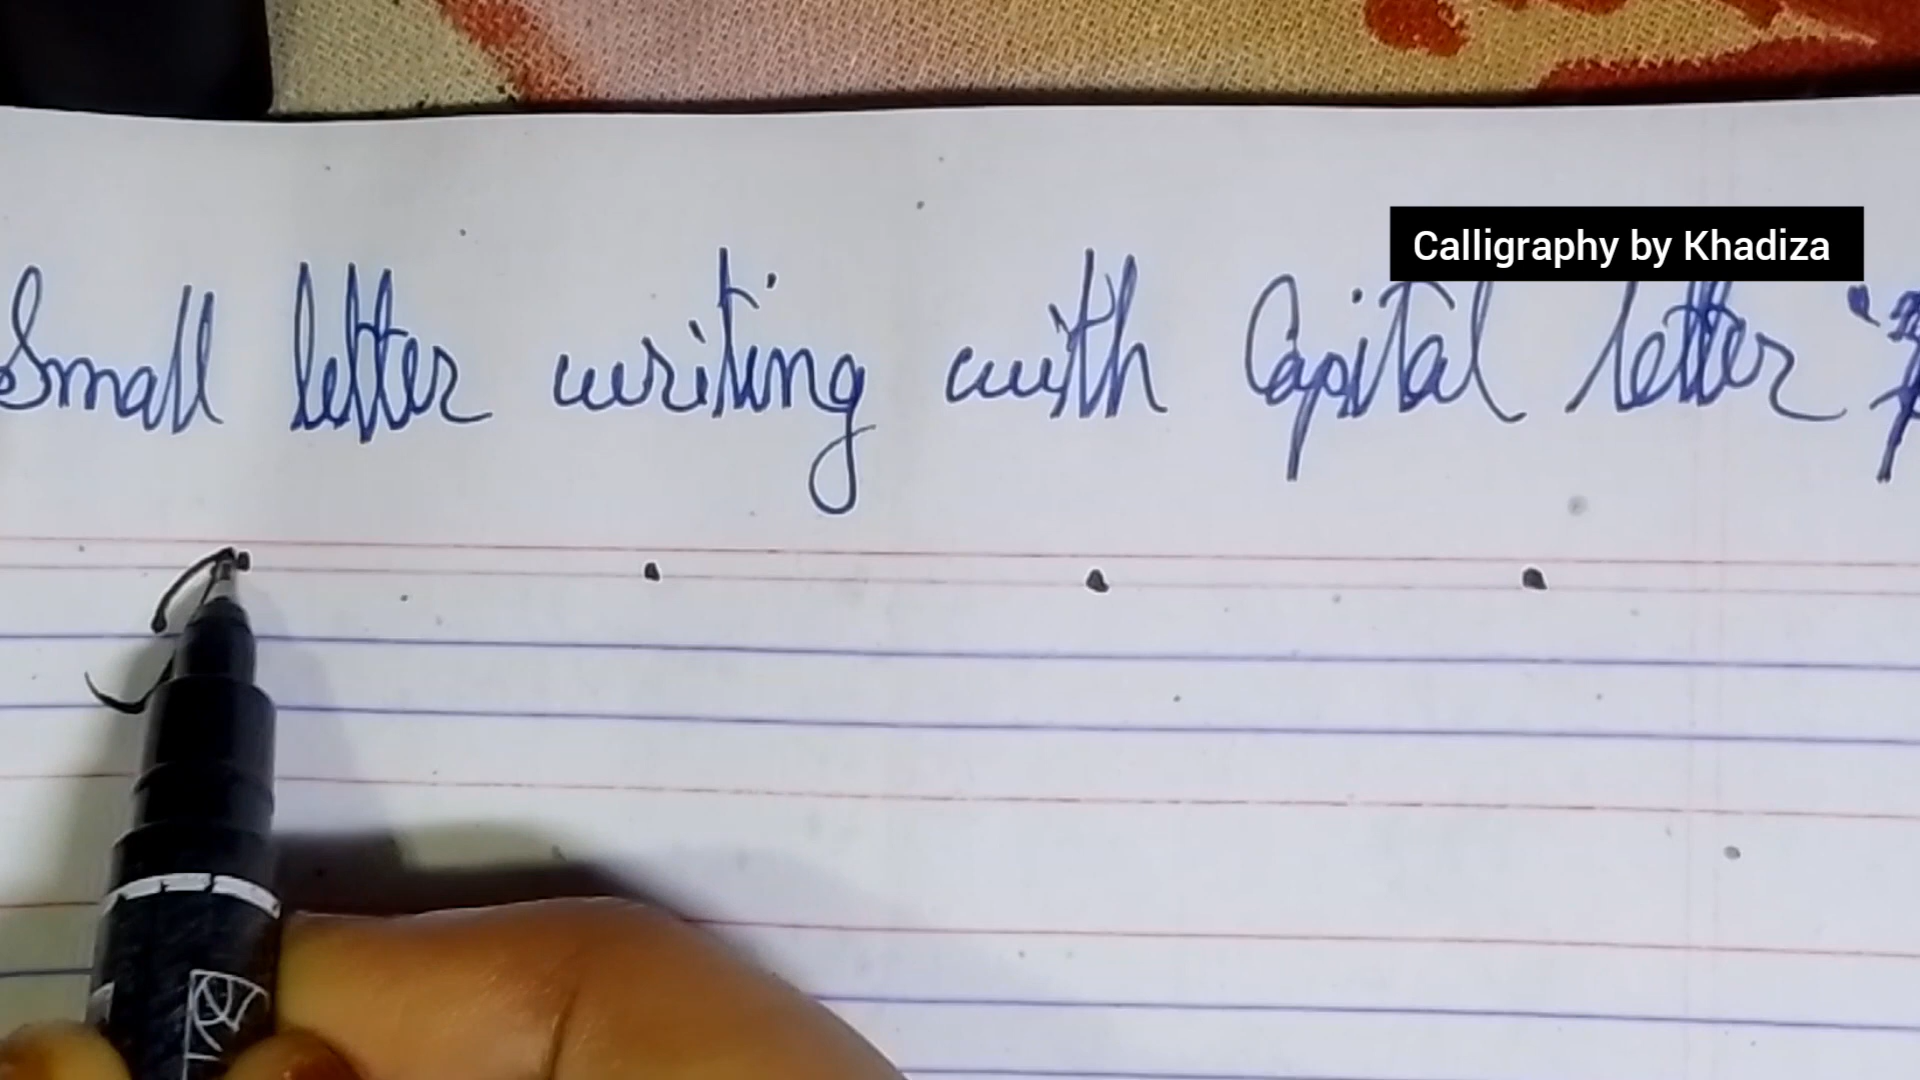 Calligraphy by Khadiza
Small letter writing with Capital letter "